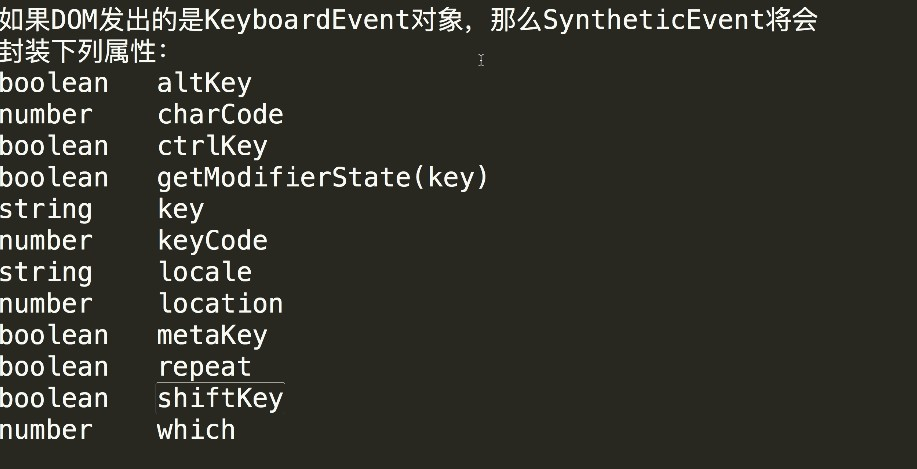 如果DOM发出的是KeyboardEvent对象，那么SyntheticEvent将会
封装下列属性：
boolean altKey
number charCode
boolean ctrlKey
boolean getModifierState(key)
string key
number keyCode
string locale
number location
boolean metaKey
boolean repeat
boolean shiftKey
number which